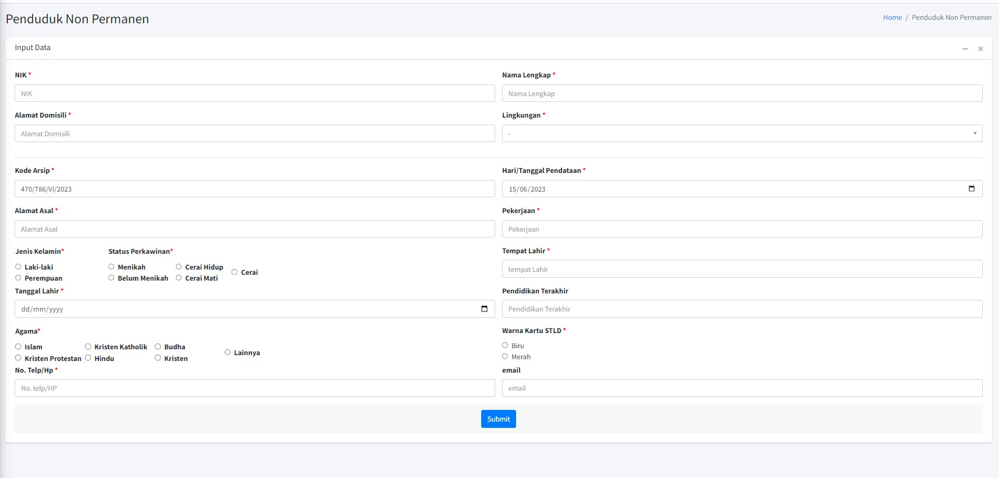 Penduduk Non Permanen
Home / Penduduk Non Permanen
Input Data
NIK *
Nama Lengkap *
NIK
Nama Lengkap
Alamat Domisili *
Lingkungan *
Alamat Domisili
-
Kode Arsip *
Hari/Tanggal Pendataan *
470/786/VI/2023
15/06/2023
Alamat Asal *
Pekerjaan *
Alamat Asal
Pekerjaan
Jenis Kelamin*
Status Perkawinan*
Tempat Lahir *
Laki-laki
Perempuan
Menikah
Belum Menikah
Cerai Hidup
Cerai Mati
Cerai
tempat Lahir
Tanggal Lahir *
Pendidikan Terakhir
dd/mm/yyyy
Pendidikan Terakhir
Agama*
Warna Kartu STLD *
Islam
Kristen Protestan
Kristen Katholik
Hindu
Budha
Kristen
Lainnya
Biru
Merah
No. Telp/Hp *
email
No. telp/HP
email
Submit